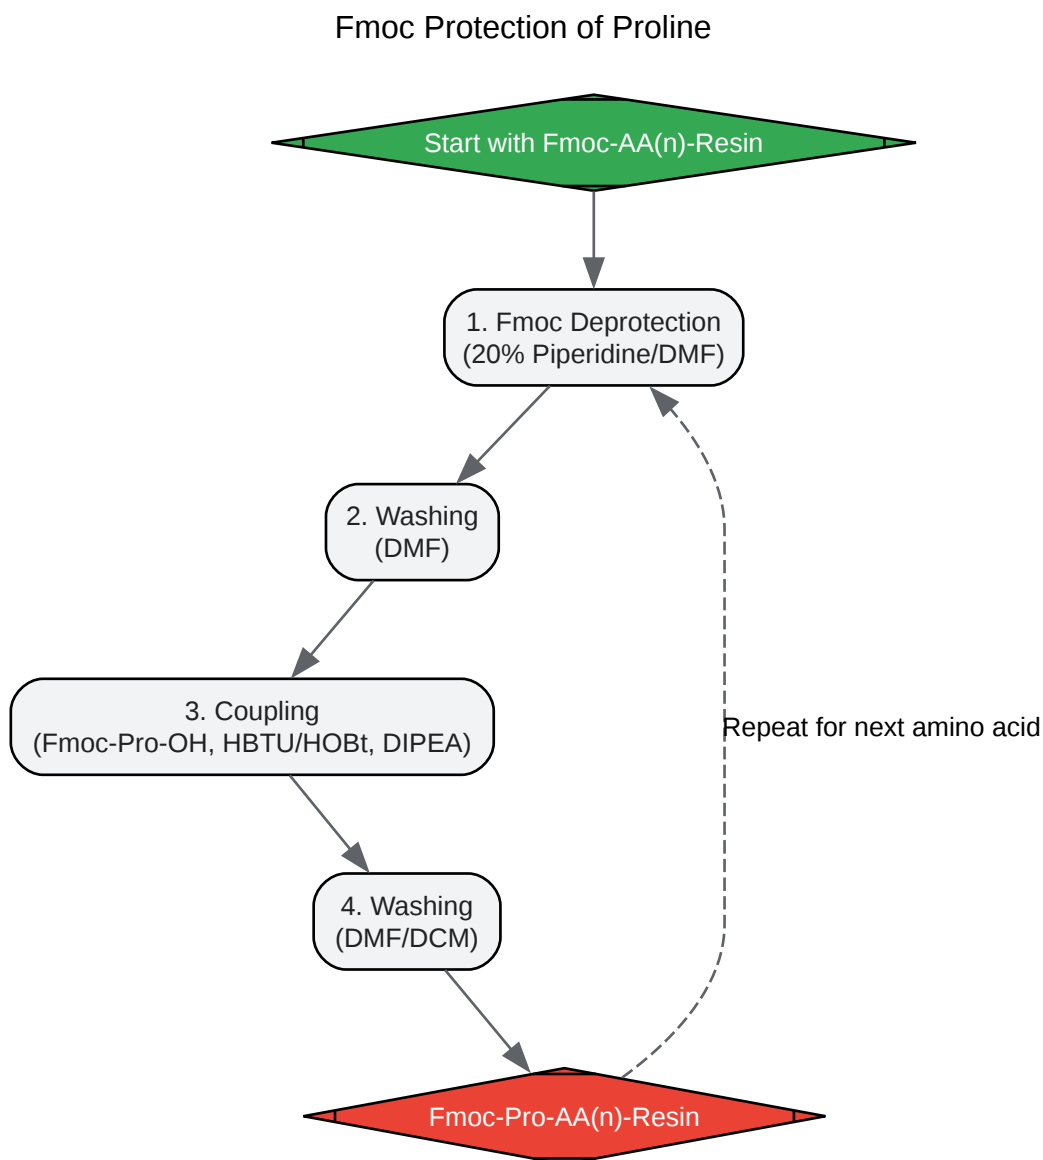 Fmoc Protection of Proline
Start with Fmoc-AA(n)-Resin
1. Fmoc Deprotection
(20% Piperidine/DMF)
2. Washing
(DMF)
3. Coupling
(Fmoc-Pro-OH, HBTU/HOBt, DIPEA)
Repeat for next amino acid
4. Washing
(DMF/DCM)
Fmoc-Pro-AA(n)-Resin